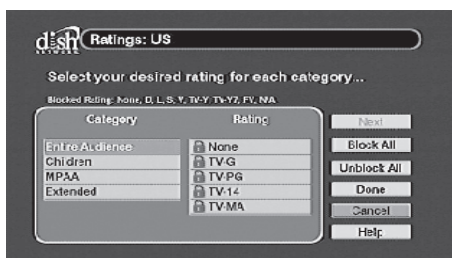 dish
NETWORK
Ratings: US
Select your desired rating for each category...
Blocked Rating: None, D, L, S, V, TV-Y, TV-Y7, FV, N/A
Category Rating
Entire Audience
Children
MPAA
Extended
None
TV-G
TV-PG
TV-14
TV-MA
Next
Block All
Unblock All
Done
Cancel
Help